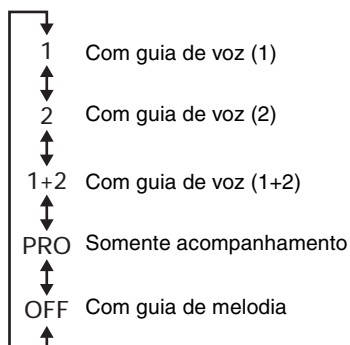 1 Com guia de voz (1)
2 Com guia de voz (2)
1+2 Com guia de voz (1+2)
PRO Somente acompanhamento
OFF Com guia de melodia